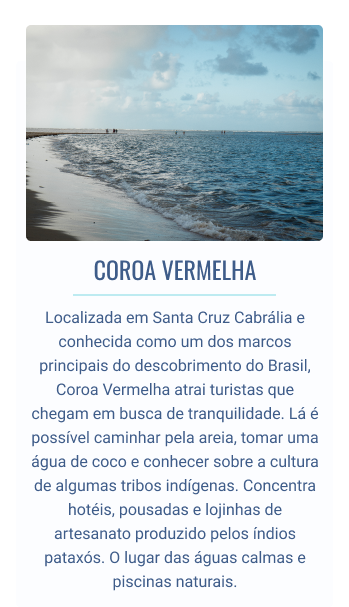 COROA VERMELHA
Localizada em Santa Cruz Cabrália e
conhecida como um dos marcos
principais do descobrimento do Brasil,
Coroa Vermelha atrai turistas que
chegam em busca de tranquilidade. Lá é
possível caminhar pela areia, tomar uma
água de coco e conhecer sobre a cultura
de algumas tribos indígenas. Concentra
hotéis, pousadas e lojinhas de
artesanato produzido pelos índios
pataxós. O lugar das águas calmas e
piscinas naturais.